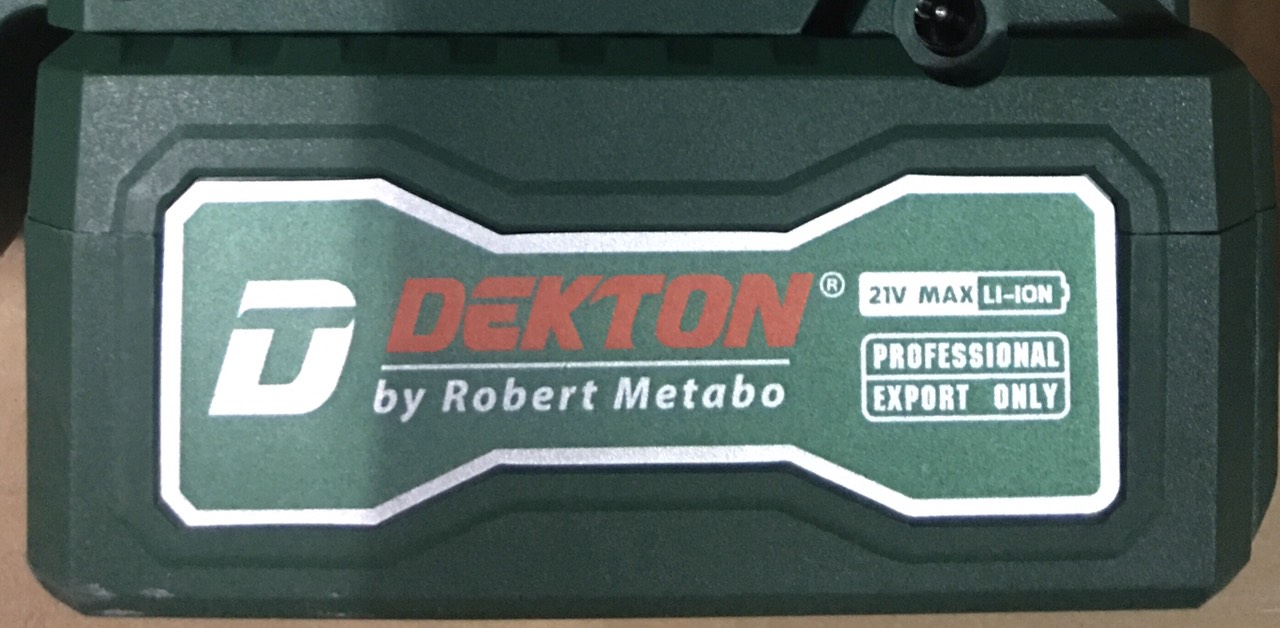 DEKTON®
by Robert Metabo
21V MAX LI-ION
PROFESSIONAL
EXPORT ONLY